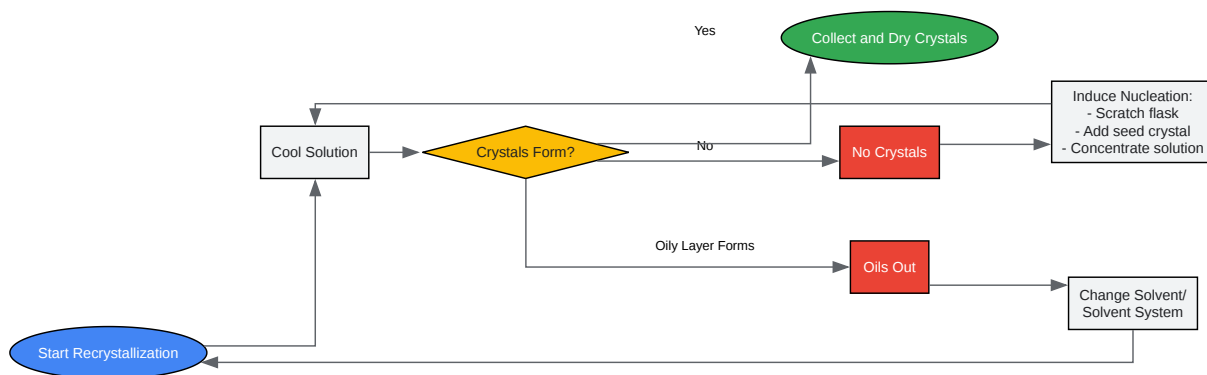 Yes
Collect and Dry Crystals
Induce Nucleation:
- Scratch flask
- Add seed crystal
- Concentrate solution
Cool Solution
Crystals Form?
No
No Crystals
Oily Layer Forms
Oils Out
Change Solvent/
Solvent System
Start Recrystallization